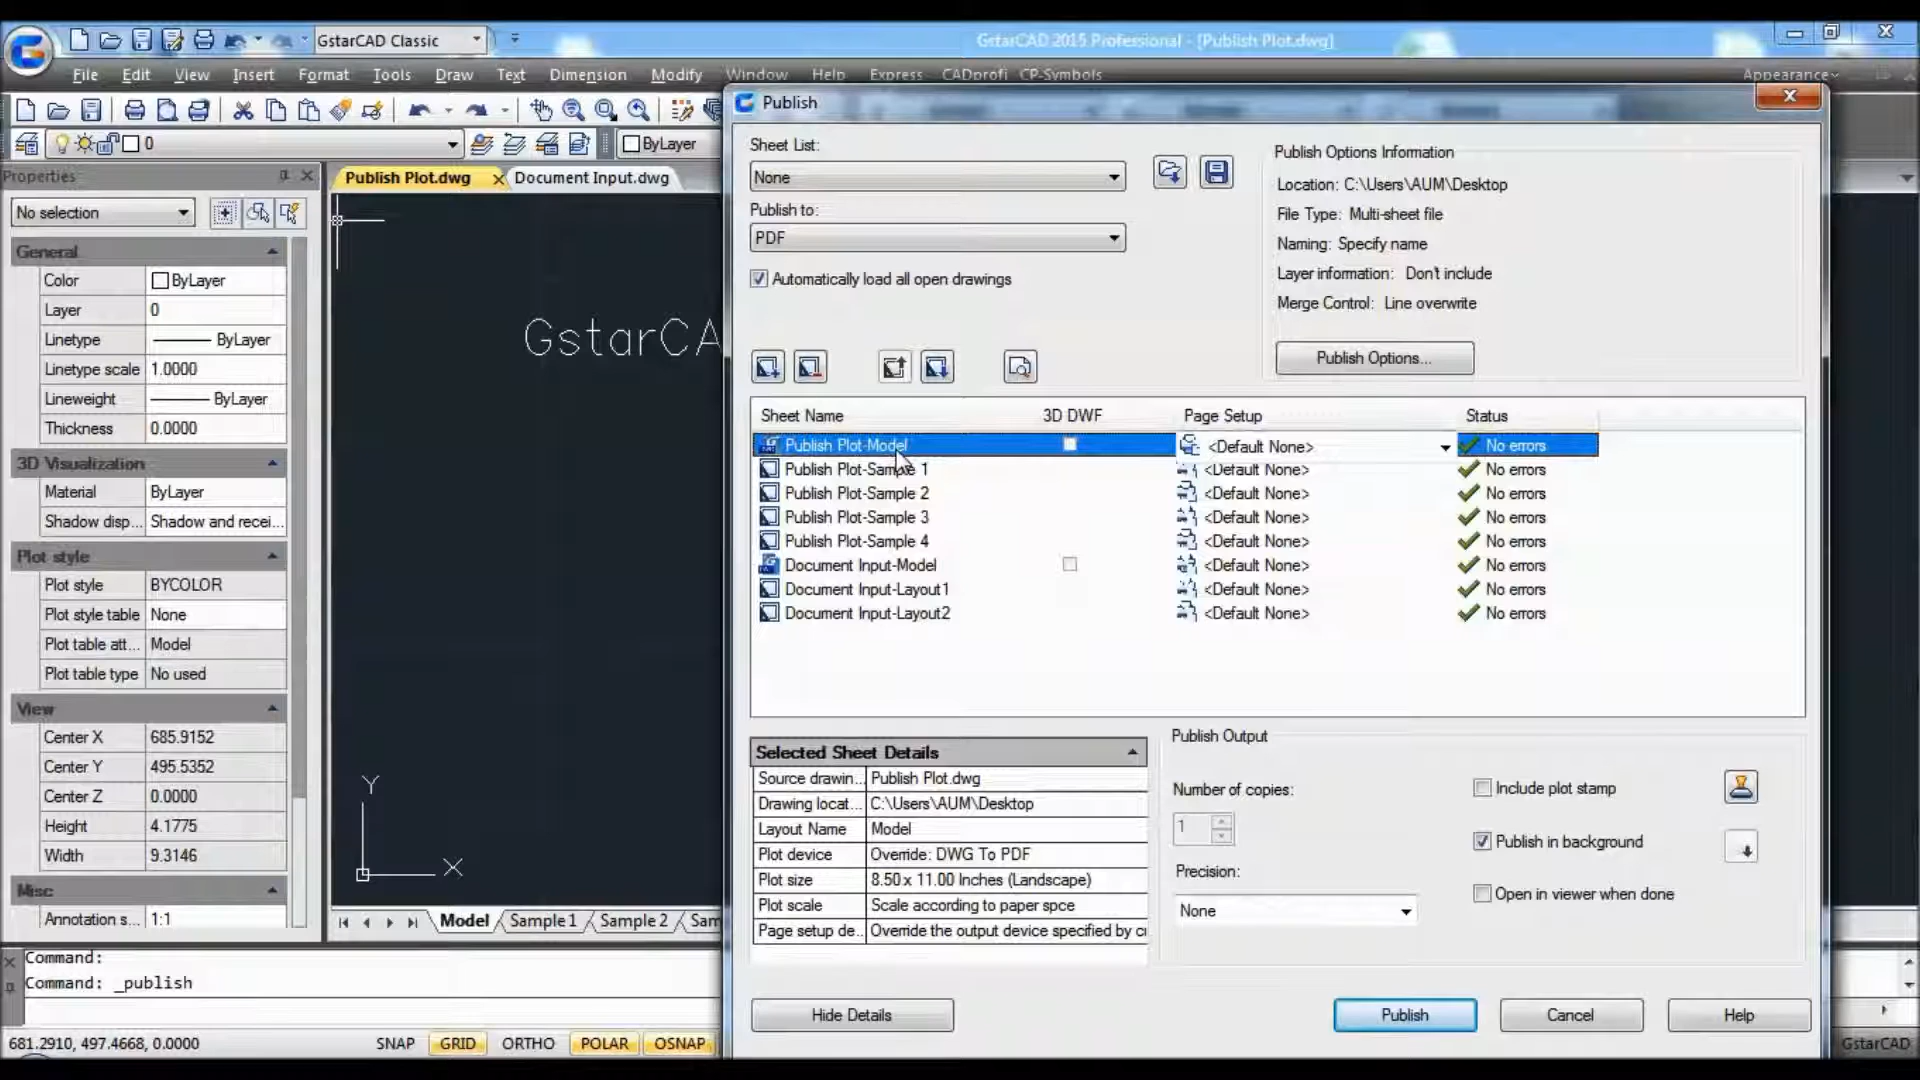 GstarCAD Classic
GstarCAD 2015 Professional - [Publish Plot.dwg]
File Edit View Insert Format Tools Draw Text Dimension Modify Window Help Express CADprofi CP-Symbols Appearance
0 ByLayer
Properties
Publish Plot.dwg Document Input.dwg
No selection
General
Color ByLayer
Layer 0
Linetype ByLayer
Linetype scale 1.0000
Lineweight ByLayer
Thickness 0.0000
3D Visualization
Material ByLayer
Shadow disp... Shadow and recei...
Plot style
Plot style BYCOLOR
Plot style table None
Plot table att... Model
Plot table type No used
View
Center X 685.9152
Center Y 495.5352
Center Z 0.0000
Height 4.1775
Width 9.3146
Misc
Annotation s... 1:1
GstarCA
Y
X
Model Sample 1 Sample 2 Sam
Command:
Command: _publish
681.2910, 497.4668, 0.0000 SNAP GRID ORTHO POLAR OSNAP GstarCAD
Publish
Sheet List:
None
Publish to:
PDF
Automatically load all open drawings
Publish Options Information
Location: C:\Users\AUM\Desktop
File Type: Multi-sheet file
Naming: Specify name
Layer information: Don't include
Merge Control: Line overwrite
Publish Options...
Sheet Name 3D DWF Page Setup Status
Publish Plot-Model <Default None> No errors
Publish Plot-Sample 1 <Default None> No errors
Publish Plot-Sample 2 <Default None> No errors
Publish Plot-Sample 3 <Default None> No errors
Publish Plot-Sample 4 <Default None> No errors
Document Input-Model <Default None> No errors
Document Input-Layout1 <Default None> No errors
Document Input-Layout2 <Default None> No errors
Selected Sheet Details
Source drawin... Publish Plot.dwg
Drawing locat... C:\Users\AUM\Desktop
Layout Name Model
Plot device Override: DWG To PDF
Plot size 8.50 x 11.00 Inches (Landscape)
Plot scale Scale according to paper spce
Page setup de... Override the output device specified by cu
Publish Output
Number of copies:
1
Precision:
None
Include plot stamp
Publish in background
Open in viewer when done
Hide Details Publish Cancel Help